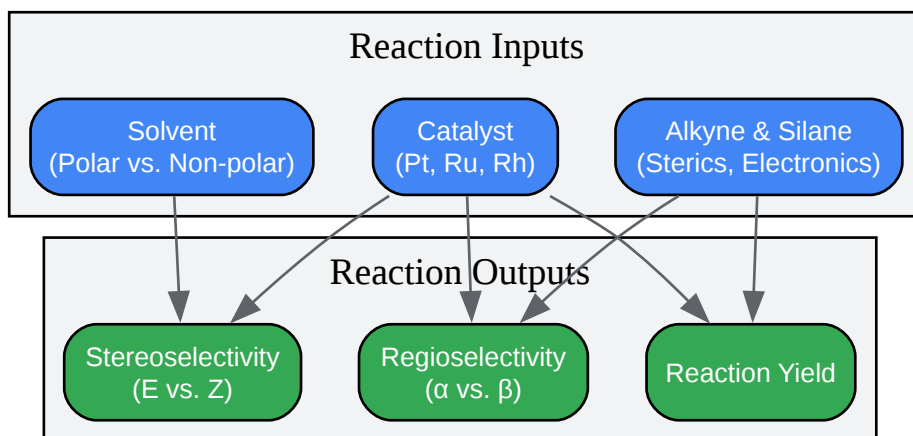 Reaction Inputs
Solvent
(Polar vs. Non-polar)
Catalyst
(Pt, Ru, Rh)
Alkyne & Silane
(Sterics, Electronics)
Reaction Outputs
Stereoselectivity
(E vs. Z)
Regioselectivity
(α vs. β)
Reaction Yield